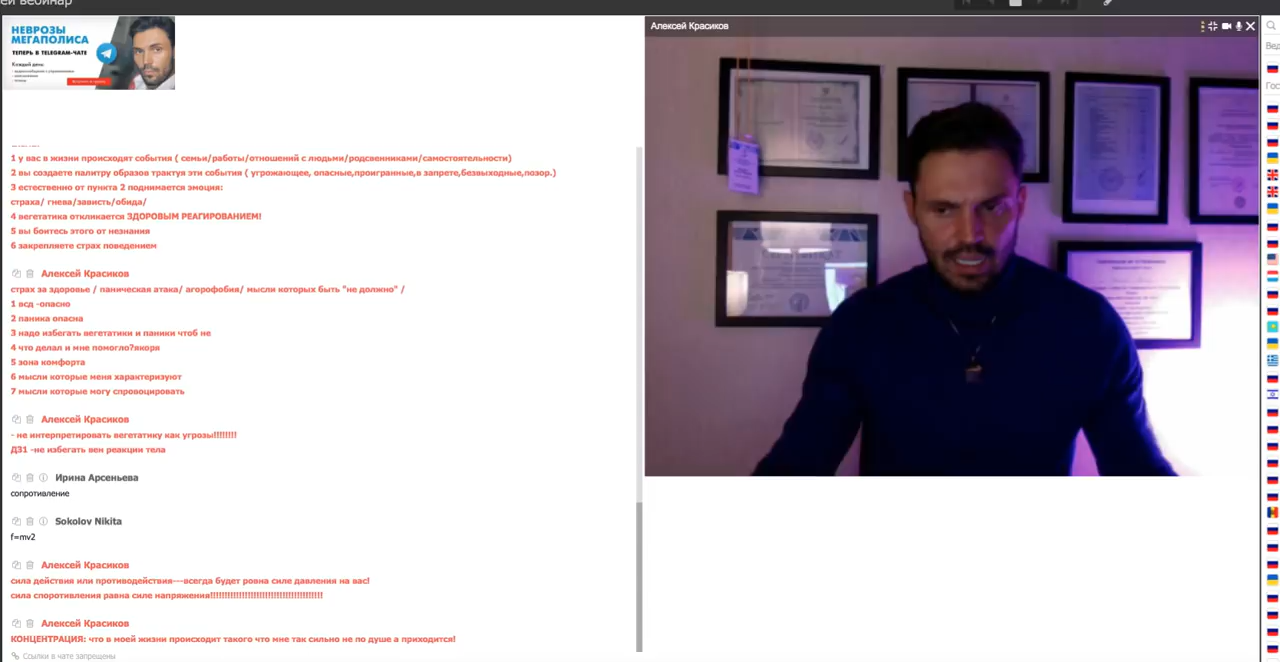 ей вебинар
НЕВРОЗЫ
МЕГАПОЛИСА
ТЕПЕРЬ В TELEGRAM-ЧАТЕ
Каждый день:
1 у вас в жизни происходят события ( семьи/работы/отношений с людьми/родсвенниками/самостоятельности)
2 вы создаете палитру образов трактуя эти события ( угрожающее, опасные,проигранные,в запрете,безвыходные,позор.)
3 естественно от пункта 2 поднимается эмоция:
страха/ гнева/зависть/обида/
4 вегетатика откликается ЗДОРОВЫМ РЕАГИРОВАНИЕМ!
5 вы боитесь этого от незнания
6 закрепляете страх поведением
Алексей Красиков
страх за здоровье / паническая атака/ агорофобия/ мысли которых быть "не должно" /
1 всд -опасно
2 паника опасна
3 надо избегать вегетатики и паники чтоб не
4 что делал и мне помогло?якоря
5 зона комфорта
6 мысли которые меня характеризуют
7 мысли которые могу спровоцировать
Алексей Красиков
- не интерпретировать вегетатику как угрозы!!!!!!!!
ДЗ1 -не избегать вен реакции тела
Ирина Арсеньева
сопротивление
Sokolov Nikita
f=mv2
Алексей Красиков
сила действия или противодействия---всегда будет ровна силе давления на вас!
сила споротивления равна силе напряжения!!!!!!!!!!!!!!!!!!!!!!!!!!!!!!!!!!!!!!!
Алексей Красиков
КОНЦЕНТРАЦИЯ: что в моей жизни происходит такого что мне так сильно не по душе а приходится!
Ссылки в чате запрещены
Алексей Красиков
Вед
Гос